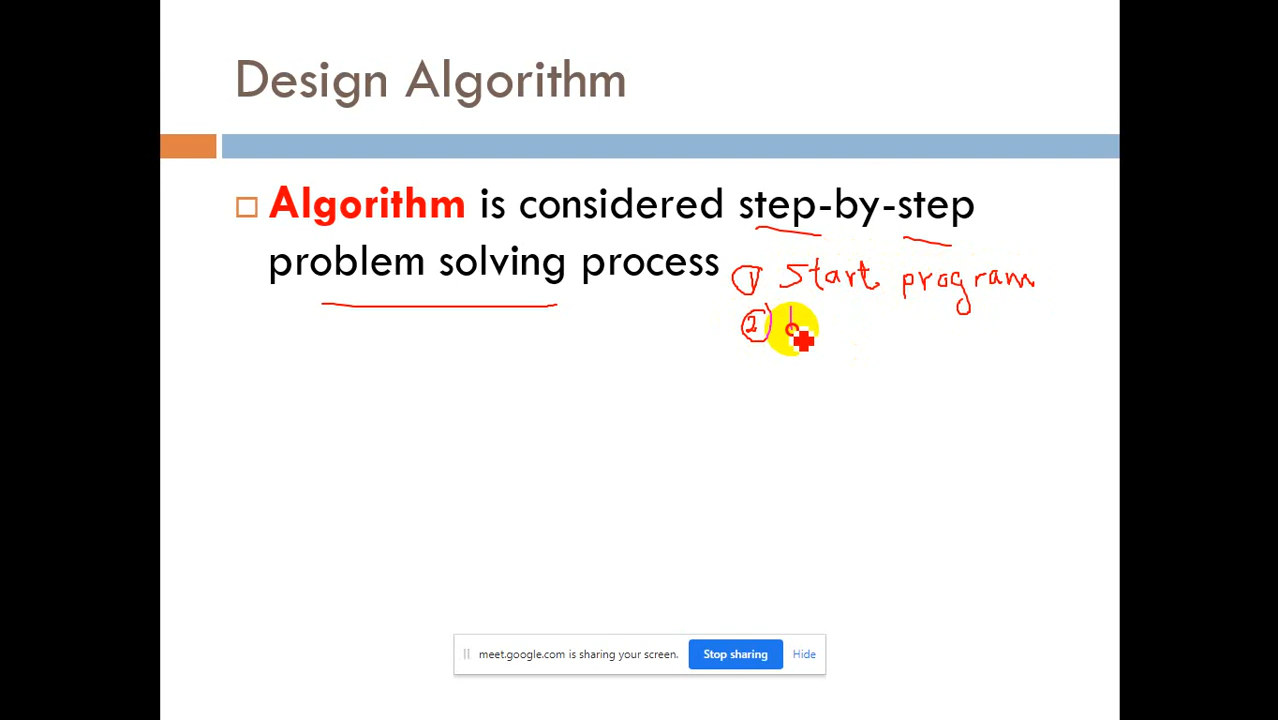 Design Algorithm
Algorithm is considered step-by-step
problem solving process
① Start program
②
meet.google.com is sharing your screen.
Stop sharing
Hide